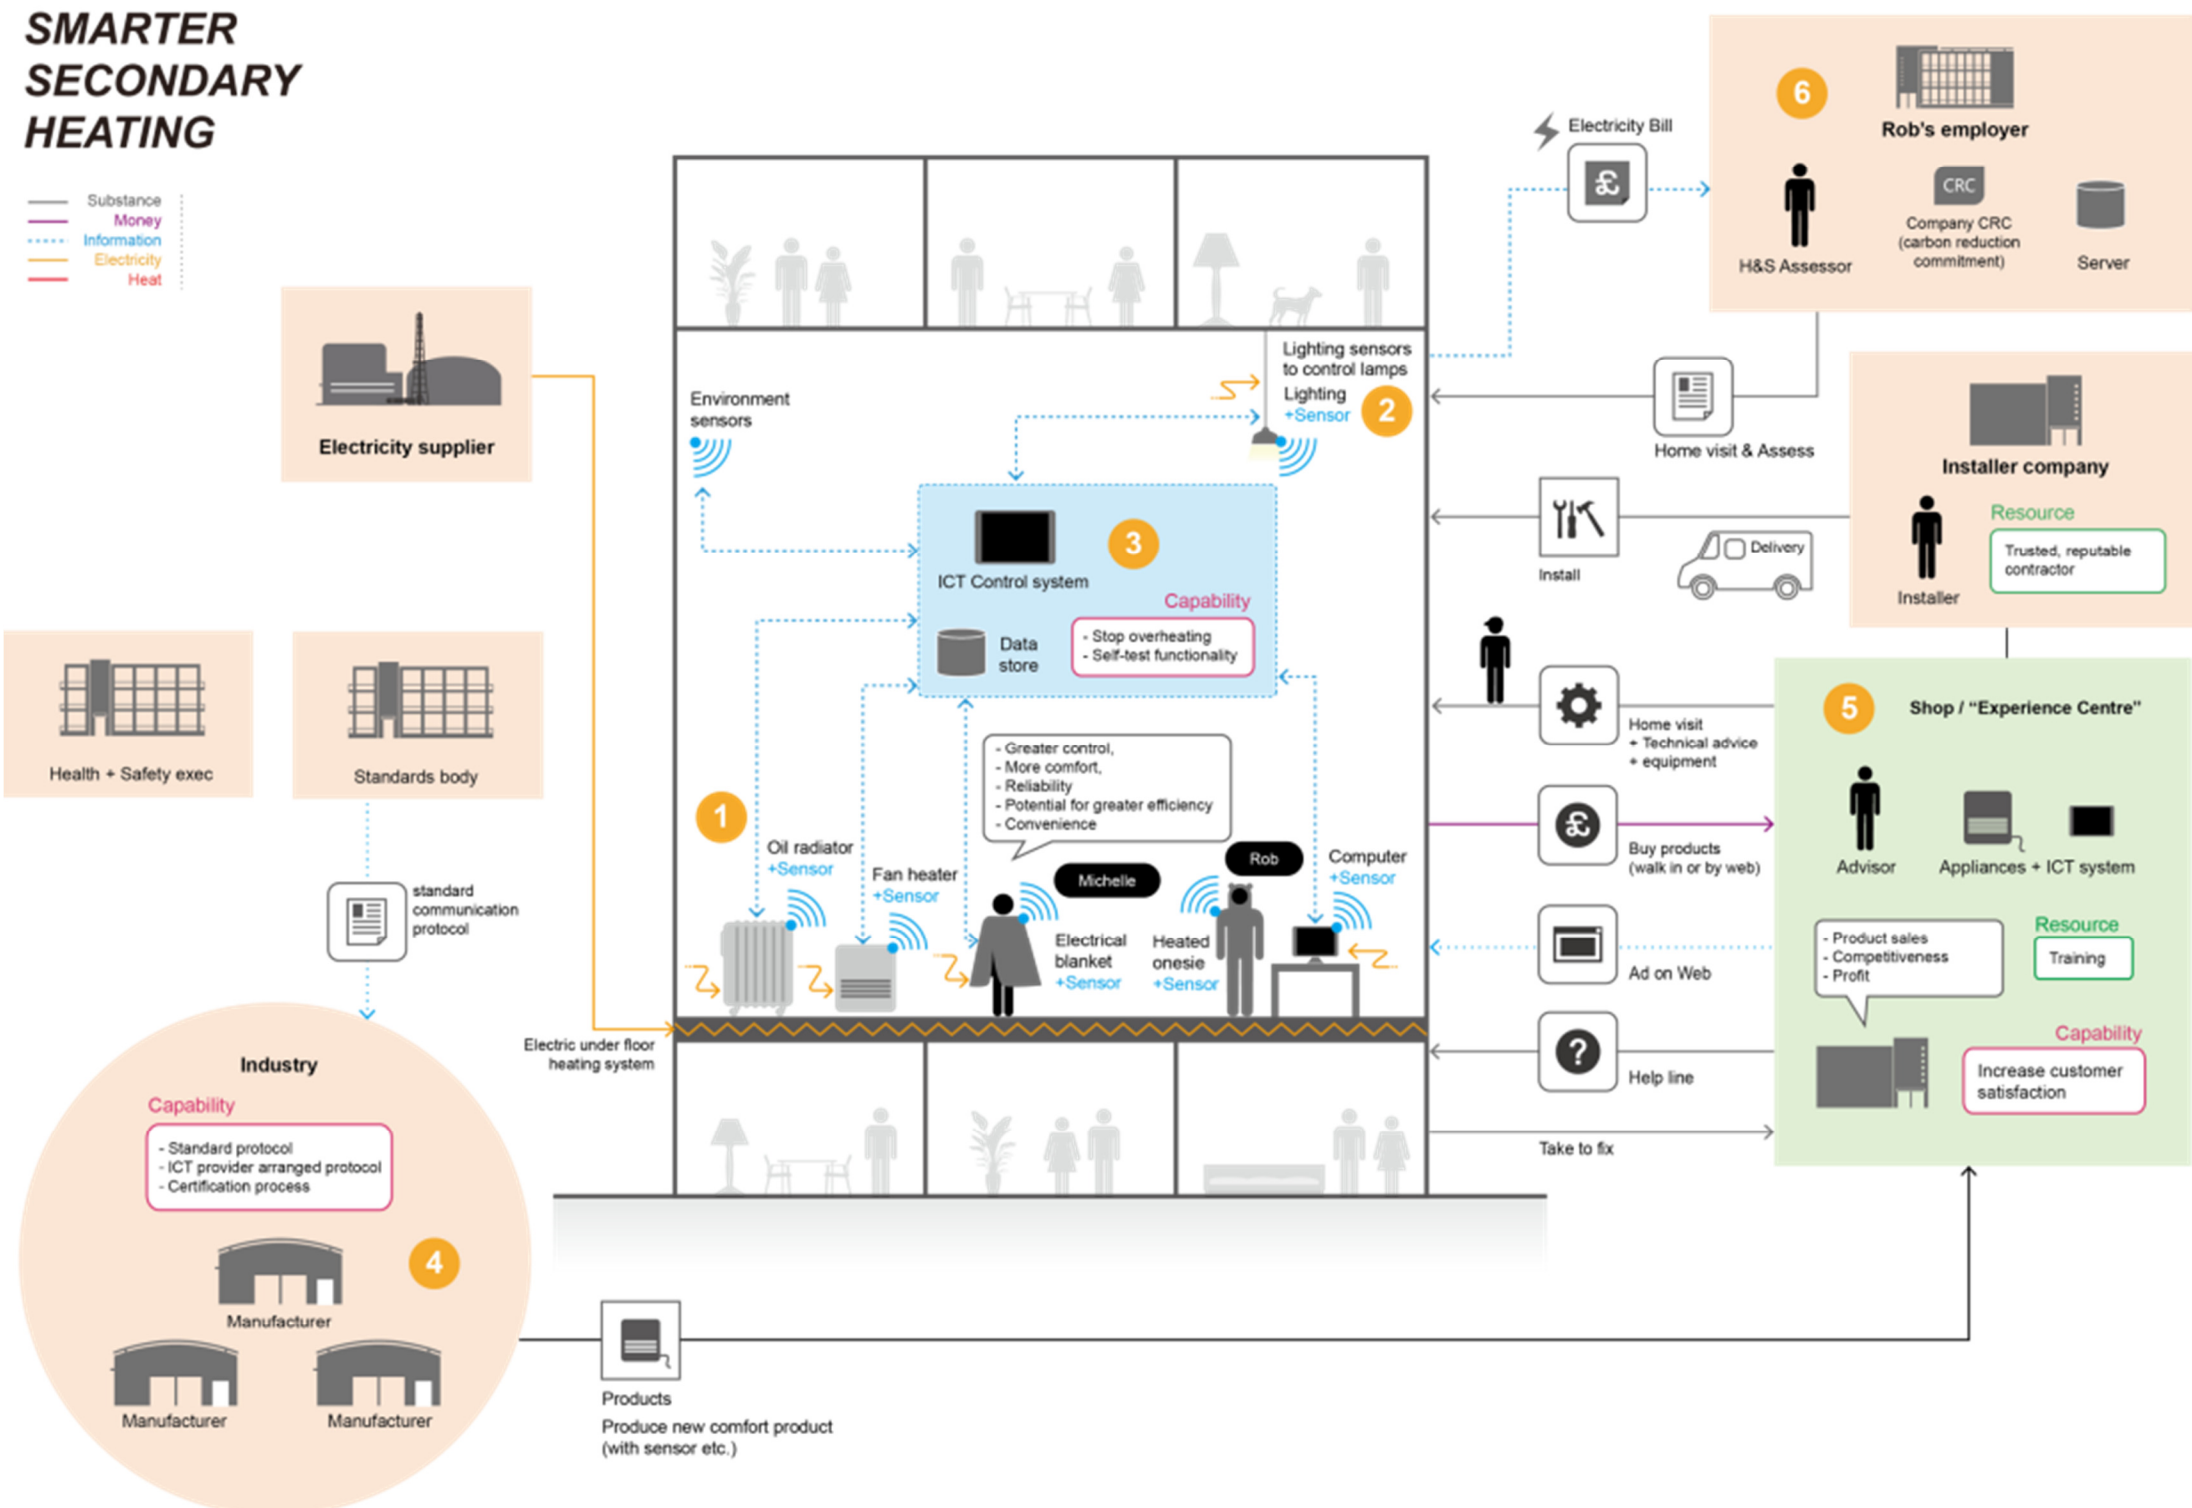 SMARTER
SECONDARY
HEATING
Substance
Money
Information
Electricity
Heat
Electricity supplier
Health + Safety exec
Standards body
standard
communication
protocol
Industry
Capability
- Standard protocol
- ICT provider arranged protocol
- Certification process
4
Manufacturer
Manufacturer
Manufacturer
Products
Produce new comfort product
(with sensor etc.)
Electric under floor
heating system
Environment
sensors
Lighting sensors
to control lamps
Lighting
+Sensor
2
ICT Control system
3
Capability
- Stop overheating
- Self-test functionality
Data
store
- Greater control,
- More comfort,
- Reliability
- Potential for greater efficiency
- Convenience
1
Oil radiator
+Sensor
Fan heater
+Sensor
Michelle
Electrical
blanket
+Sensor
Rob
Heated
onesie
+Sensor
Computer
+Sensor
Electricity Bill
£
Home visit & Assess
Install
Delivery
Home visit
+ Technical advice
+ equipment
£
Buy products
(walk in or by web)
Ad on Web
?
Help line
Take to fix
6
Rob's employer
H&S Assessor
CRC
Company CRC
(carbon reduction
commitment)
Server
Installer company
Installer
Resource
Trusted, reputable
contractor
5
Shop / “Experience Centre”
Advisor
Appliances + ICT system
- Product sales
- Competitiveness
- Profit
Resource
Training
Capability
Increase customer
satisfaction